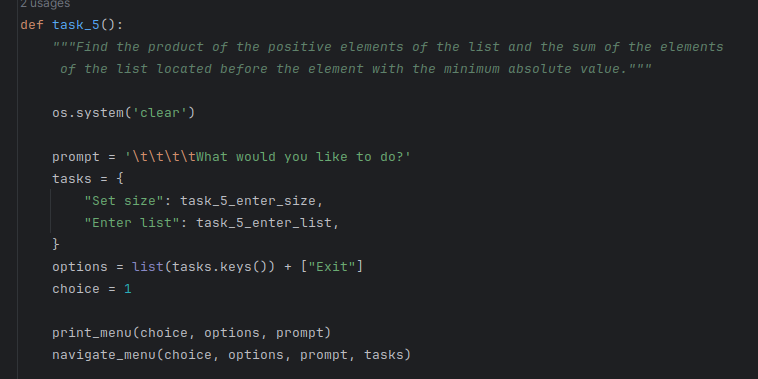 2 usages
def task_5():
"""Find the product of the positive elements of the list and the sum of the elements
of the list located before the element with the minimum absolute value."""
os.system('clear')
prompt = '\t\t\t\tWhat would you like to do?'
tasks = {
"Set size": task_5_enter_size,
"Enter list": task_5_enter_list,
}
options = list(tasks.keys()) + ["Exit"]
choice = 1
print_menu(choice, options, prompt)
navigate_menu(choice, options, prompt, tasks)